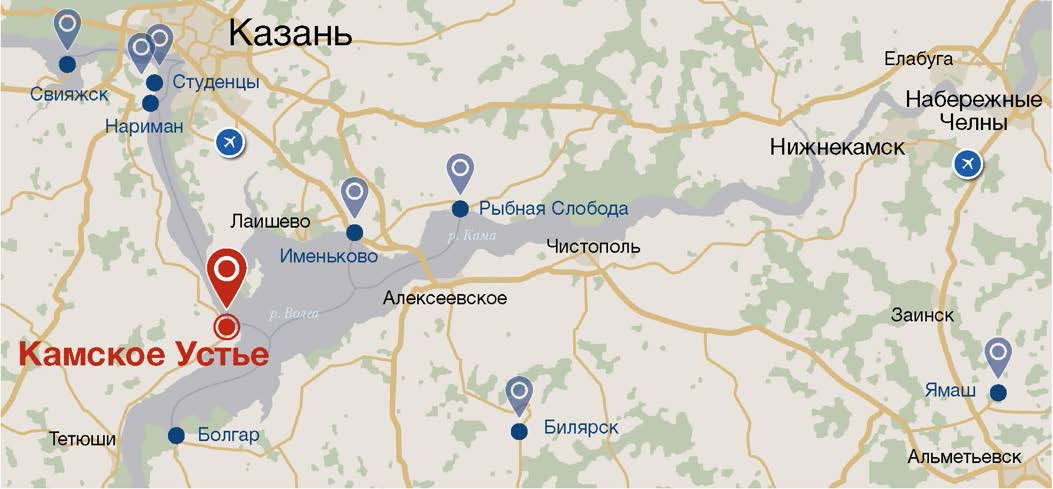 Казань
Елабуга
Студенцы
Свияжск
Набережные
Челны
Нариман
Нижнекамск
Рыбная Слобода
Лаишево
р. Кама
Чистополь
Именьково
Алексеевское
р. Волга
Заинск
Камское Устье
Ямаш
Билярск
Болгар
Тетюши
Альметьевск